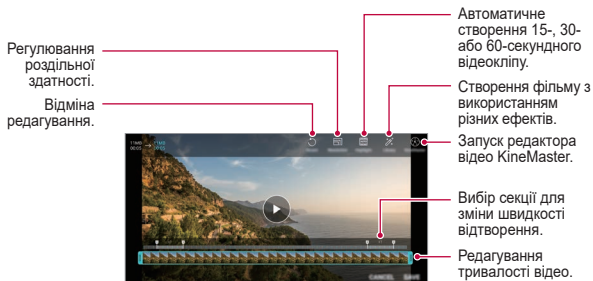 Регулювання
роздільної
здатності.
Відміна
редагування.
Автоматичне
створення 15-, 30-
або 60-секундного
відеокліпу.
Створення фільму з
використанням
різних ефектів.
Запуск редактора
відео KineMaster.
Вибір секції для
зміни швидкості
відтворення.
Редагування
тривалості відео.
CANCEL SAVE